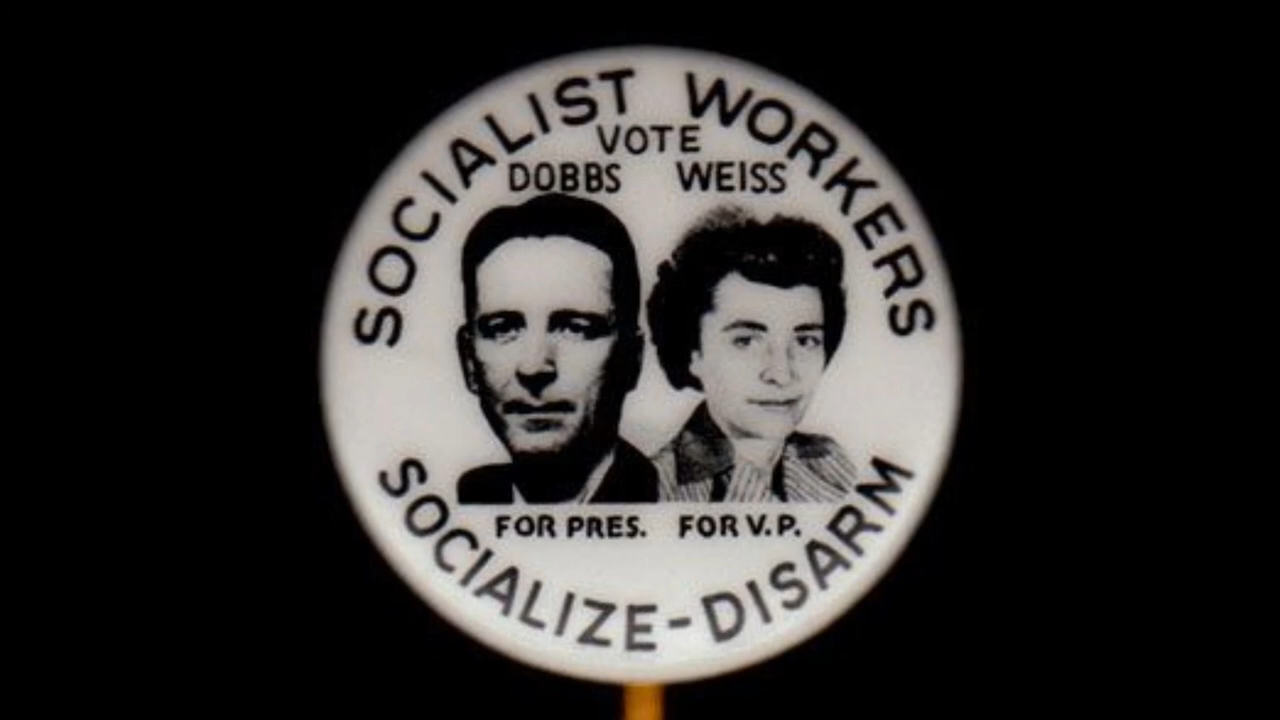 SOCIALIST WORKERS
VOTE
DOBBS WEISS
FOR PRES. FOR V.P.
SOCIALIZE-DISARM